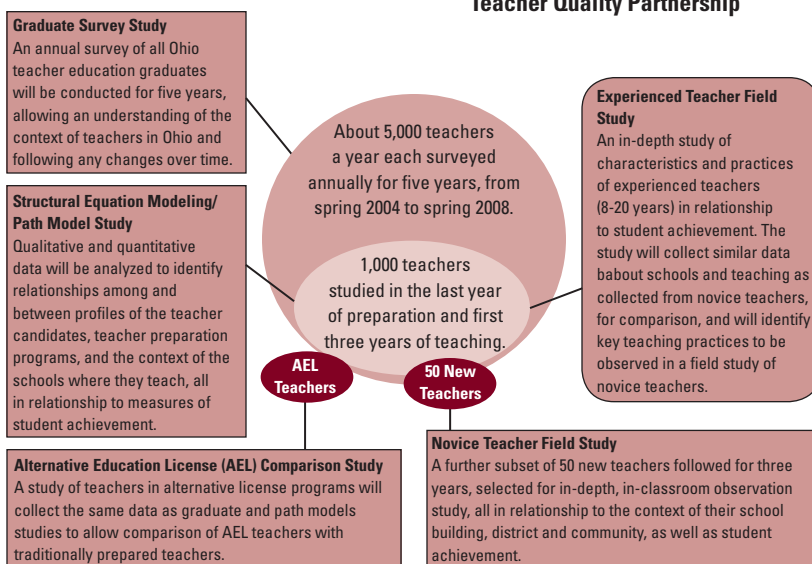 Teacher Quality Partnership
Graduate Survey Study
An annual survey of all Ohio
teacher education graduates
will be conducted for five years,
allowing an understanding of the
context of teachers in Ohio and
following any changes over time.
Structural Equation Modeling/
Path Model Study
Qualitative and quantitative
data will be analyzed to identify
relationships among and
between profiles of the teacher
candidates, teacher preparation
programs, and the context of the
schools where they teach, all
in relationship to measures of
student achievement.
About 5,000 teachers
a year each surveyed
annually for five years, from
spring 2004 to spring 2008.
1,000 teachers
studied in the last year
of preparation and first
three years of teaching.
AEL
Teachers
50 New
Teachers
Experienced Teacher Field
Study
An in-depth study of
characteristics and practices
of experienced teachers
(8-20 years) in relationship
to student achievement. The
study will collect similar data
babout schools and teaching as
collected from novice teachers,
for comparison, and will identify
key teaching practices to be
observed in a field study of
novice teachers.
Alternative Education License (AEL) Comparison Study
A study of teachers in alternative license programs will
collect the same data as graduate and path models
studies to allow comparison of AEL teachers with
traditionally prepared teachers.
Novice Teacher Field Study
A further subset of 50 new teachers followed for three
years, selected for in-depth, in-classroom observation
study, all in relationship to the context of their school
building, district and community, as well as student
achievement.